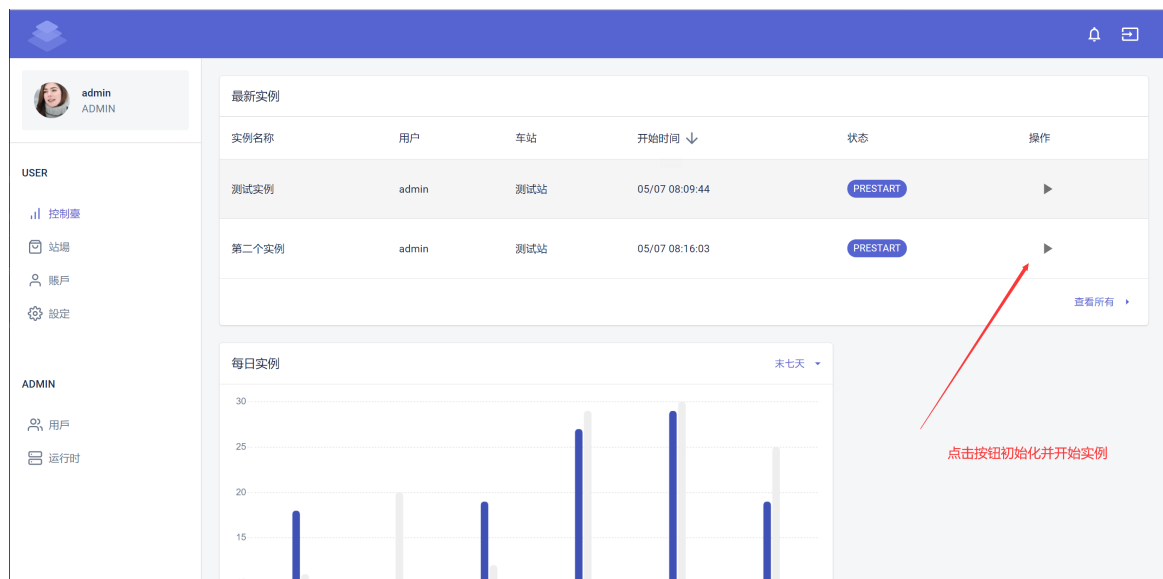 admin
ADMIN
USER
控制臺
站場
賬戶
設定
ADMIN
用戶
运行时
最新实例
实例名称 用户 车站 开始时间 状态 操作
测试实例 admin 测试站 05/07 08:09:44 PRESTART
第二个实例 admin 测试站 05/07 08:16:03 PRESTART
查看所有
每日实例 末七天
30
25
20
15
点击按钮初始化并开始实例